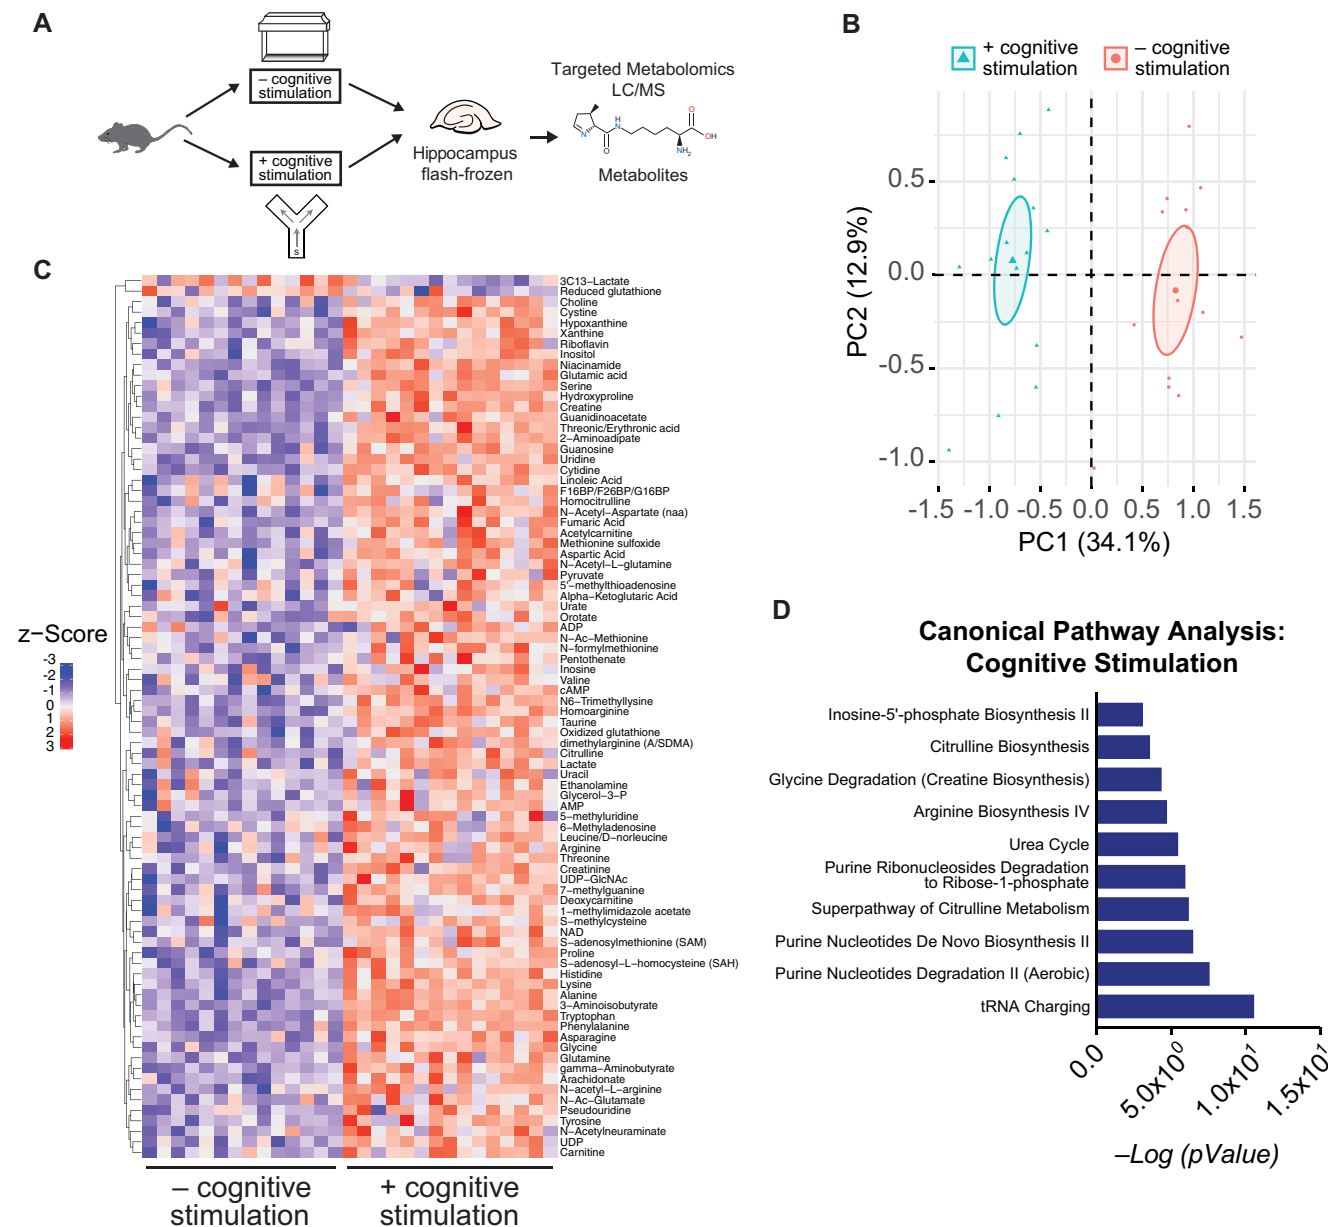 A
– cognitive
stimulation
+ cognitive
stimulation
S
Hippocampus
flash-frozen
Targeted Metabolomics
LC/MS
N
H
N
O
O
OH
NH2
Metabolites
B
+ cognitive
stimulation
– cognitive
stimulation
PC2 (12.9%)
0.5
0.0
-0.5
-1.0
-1.5
-1.0
-0.5
0.0
0.5
1.0
1.5
PC1 (34.1%)
C
z−Score
-3
-2
-1
0
1
2
3
3C13−Lactate
Reduced glutathione
Choline
Cystine
Hypoxanthine
Xanthine
Riboflavin
Inositol
Niacinamide
Glutamic acid
Serine
Hydroxyproline
Creatine
Guanidinoacetate
Threonic/Erythronic acid
2−Aminoadipate
Guanosine
Uridine
Cytidine
Linoleic Acid
F16BP/F26BP/G16BP
Homocitrulline
N−Acetyl−Aspartate (naa)
Fumaric Acid
Acetylcarnitine
Methionine sulfoxide
Aspartic Acid
N−Acetyl−L−glutamine
Pyruvate
5'−methylthioadenosine
Alpha−Ketoglutaric Acid
Urate
Orotate
ADP
N−Ac−Methionine
N−formylmethionine
Pentothenate
Inosine
Valine
cAMP
N6−Trimethyllysine
Homoarginine
Taurine
Oxidized glutathione
dimethylarginine (A/SDMA)
Citrulline
Lactate
Uracil
Ethanolamine
Glycerol−3−P
AMP
5−methyluridine
6−Methyladenosine
Leucine/D−norleucine
Arginine
Threonine
Creatinine
UDP−GlcNAc
7−methylguanine
Deoxycarnitine
1−methylimidazole acetate
S−methylcysteine
NAD
S−adenosylmethionine (SAM)
Proline
S−adenosyl−L−homocysteine (SAH)
Histidine
Lysine
Alanine
3−Aminoisobutyrate
Tryptophan
Phenylalanine
Asparagine
Glycine
Glutamine
gamma−Aminobutyrate
Arachidonate
N−acetyl−L−arginine
N−Ac−Glutamate
Pseudouridine
Tyrosine
N−Acetylneuraminate
UDP
Carnitine
– cognitive
stimulation
+ cognitive
stimulation
D
Canonical Pathway Analysis:
Cognitive Stimulation
Inosine-5'-phosphate Biosynthesis II
Citrulline Biosynthesis
Glycine Degradation (Creatine Biosynthesis)
Arginine Biosynthesis IV
Urea Cycle
Purine Ribonucleosides Degradation
to Ribose-1-phosphate
Superpathway of Citrulline Metabolism
Purine Nucleotides De Novo Biosynthesis II
Purine Nucleotides Degradation II (Aerobic)
tRNA Charging
0.0
5.0x10⁰
1.0x10¹
1.5x10¹
–Log (pValue)